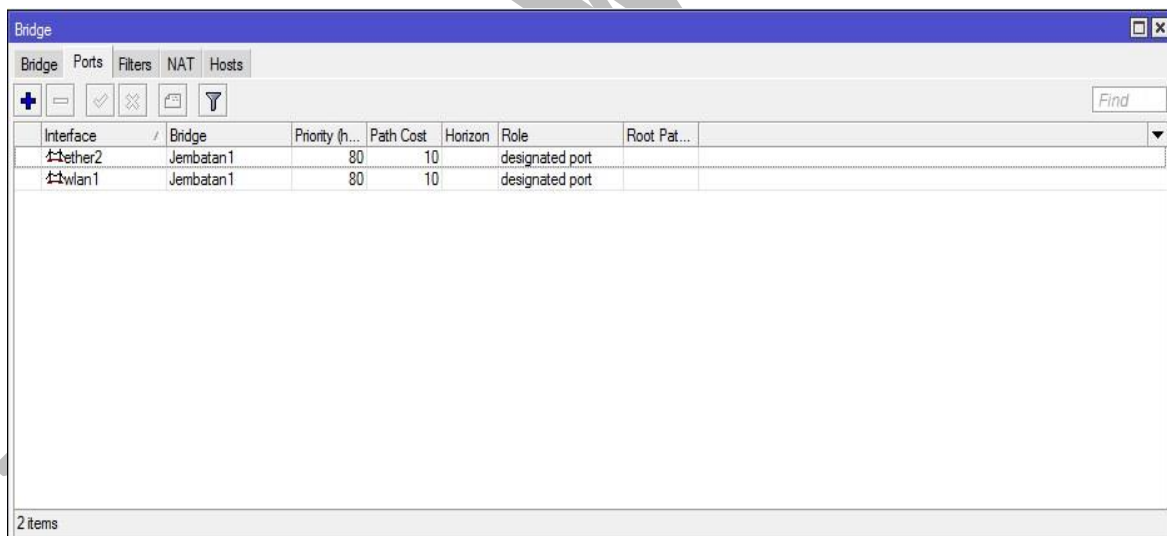 Bridge
Bridge Ports Filters NAT Hosts
Find
Interface / Bridge Priority (h... Path Cost Horizon Role Root Pat...
ether2 Jembatan1 80 10 designated port
wlan1 Jembatan1 80 10 designated port
2 items